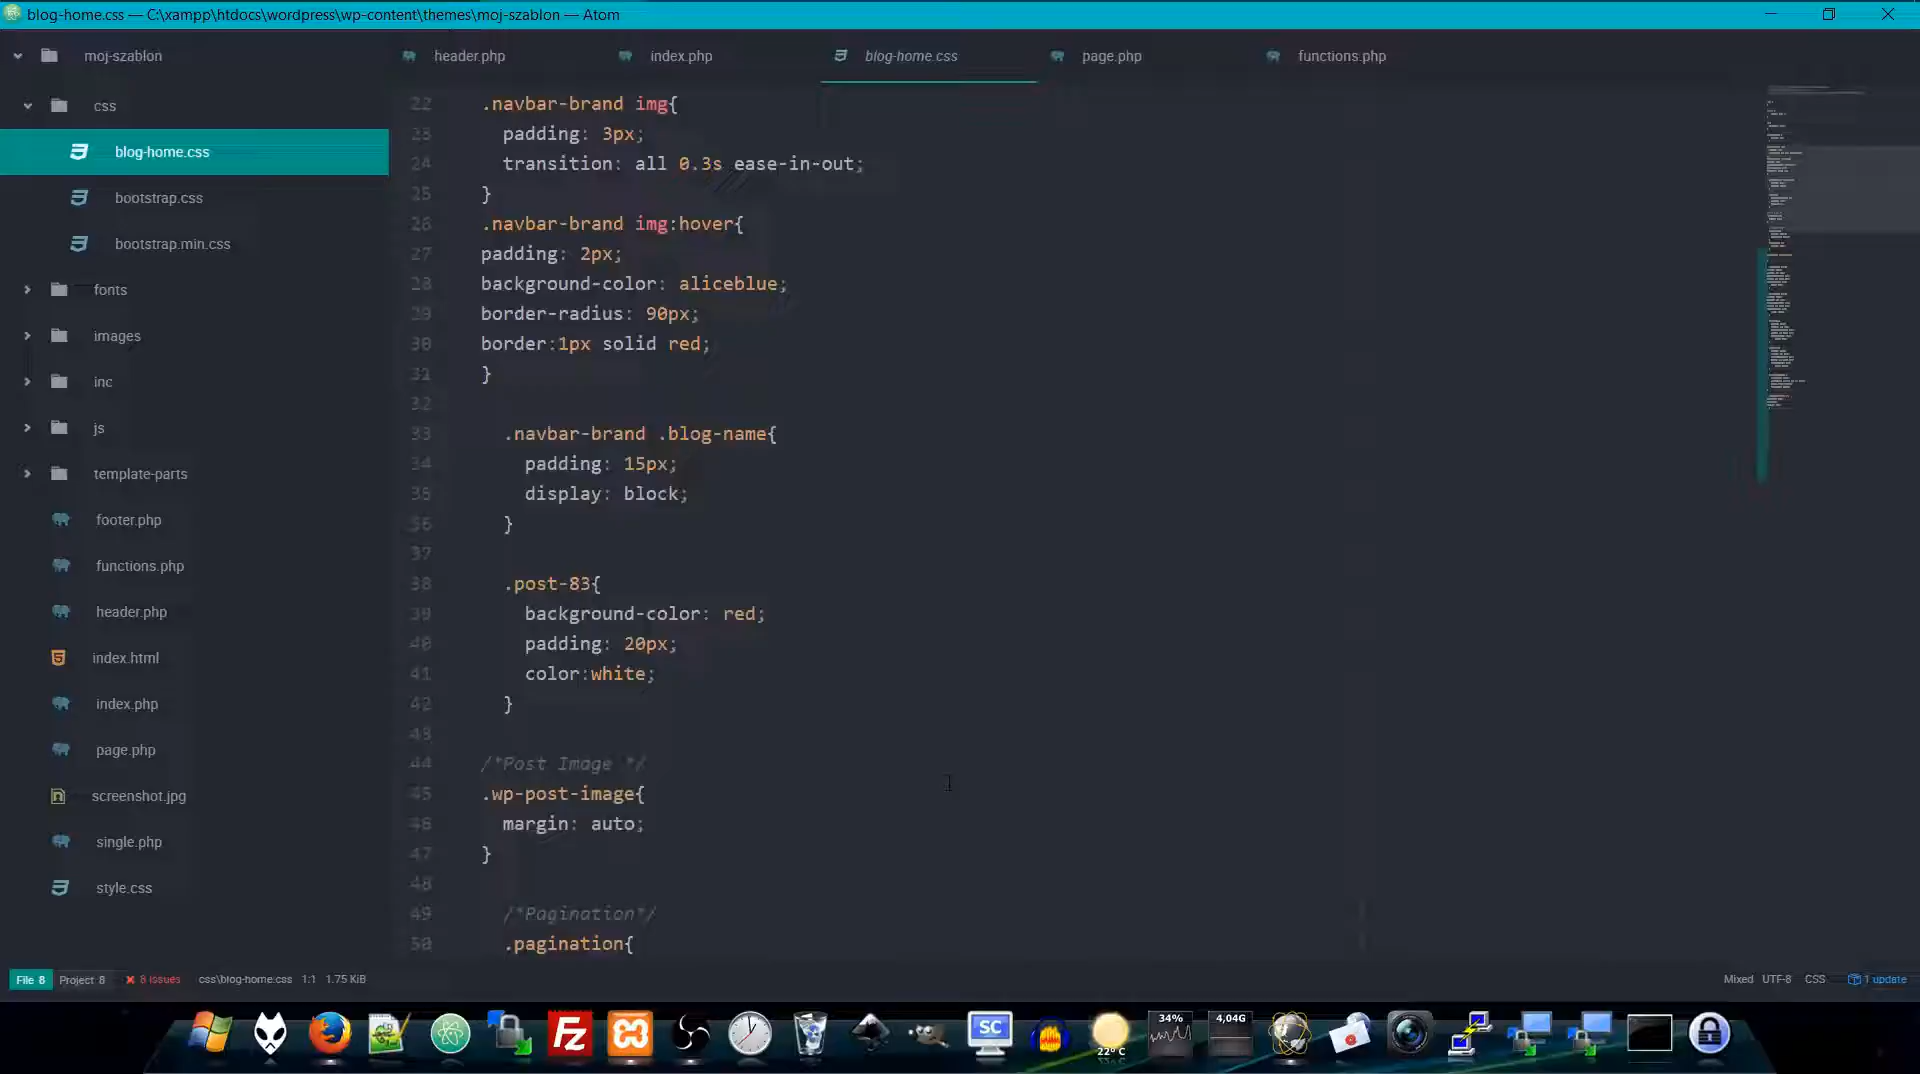 blog-home.css — C:\xampp\htdocs\wordpress\wp-content\themes\moj-szablon — Atom
moj-szablon
css
blog-home.css
bootstrap.css
bootstrap.min.css
fonts
images
inc
js
template-parts
footer.php
functions.php
header.php
index.html
index.php
page.php
screenshot.jpg
single.php
style.css
header.php
index.php
blog-home.css
page.php
functions.php
22 .navbar-brand img{
23 padding: 3px;
24 transition: all 0.3s ease-in-out;
25 }
26 .navbar-brand img:hover{
27 padding: 2px;
28 background-color: aliceblue;
29 border-radius: 90px;
30 border:1px solid red;
31 }
32
33 .navbar-brand .blog-name{
34 padding: 15px;
35 display: block;
36 }
37
38 .post-83{
39 background-color: red;
40 padding: 20px;
41 color:white;
42 }
43
44 /*Post Image */
45 .wp-post-image{
46 margin: auto;
47 }
48
49 /*Pagination*/
50 .pagination{
File 8 Project 8 8 issues css\blog-home.css 1:1 1.75 KiB
Mixed UTF-8 CSS 1 update
Fz
SC
22° C
34%
4,04G